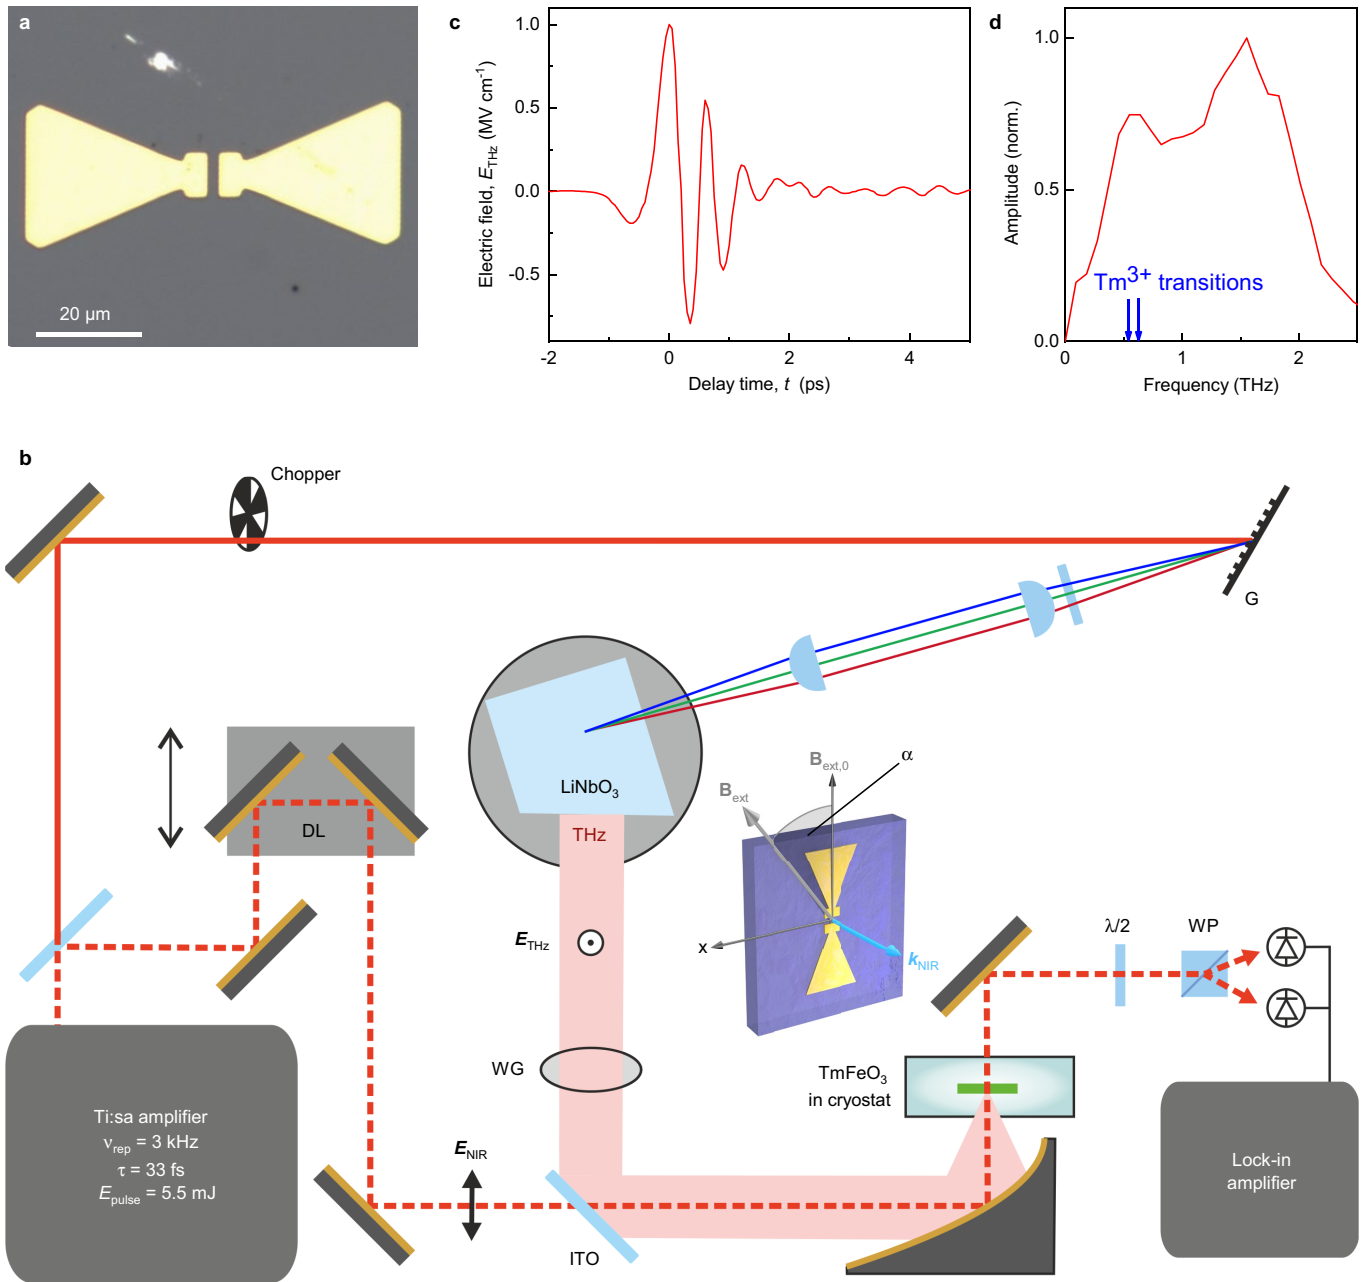 a
20 µm
c
1.0
0.5
0.0
-0.5
-2
0
2
4
Electric field, E_THz (MV cm⁻¹)
Delay time, t (ps)
d
1.0
0.5
0.0
0
1
2
Amplitude (norm.)
Tm³⁺ transitions
Frequency (THz)
b
Chopper
G
LiNbO₃
THz
DL
B_ext,0
α
B_ext
x
k_NIR
E_THz
λ/2
WP
WG
TmFeO₃
in cryostat
Ti:sa amplifier
ν_rep = 3 kHz
τ = 33 fs
E_pulse = 5.5 mJ
E_NIR
ITO
Lock-in
amplifier